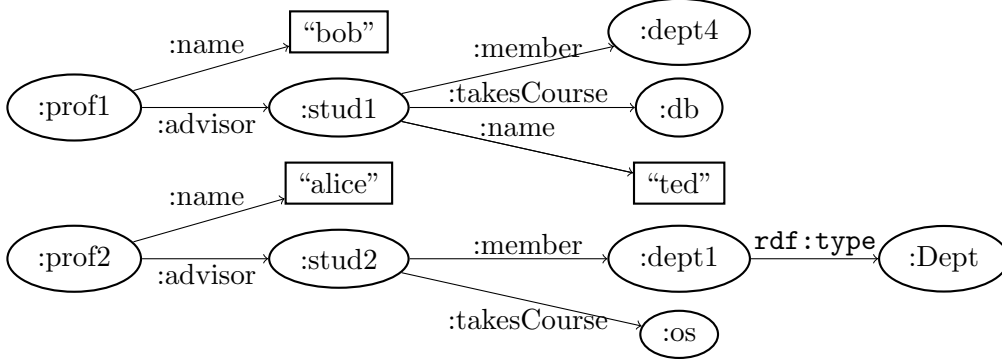 “bob”
:dept4
:name
:member
:prof1
:stud1
:takesCourse
:db
:advisor
:name
“alice”
“ted”
:name
:prof2
:stud2
:member
:dept1
rdf:type
:Dept
:advisor
:takesCourse
:os